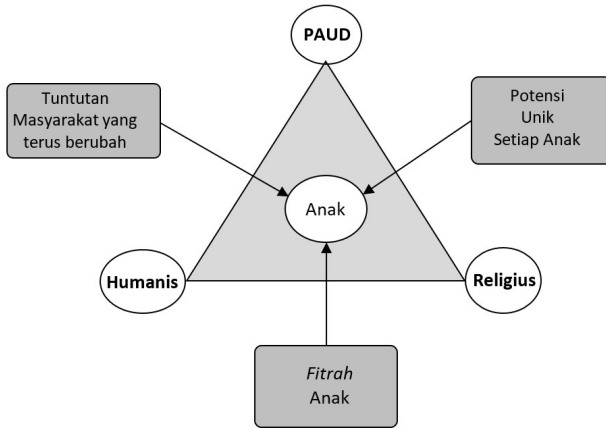 PAUD
Tuntutan
Masyarakat yang
terus berubah
Potensi
Unik
Setiap Anak
Anak
Humanis
Religius
Fitrah
Anak